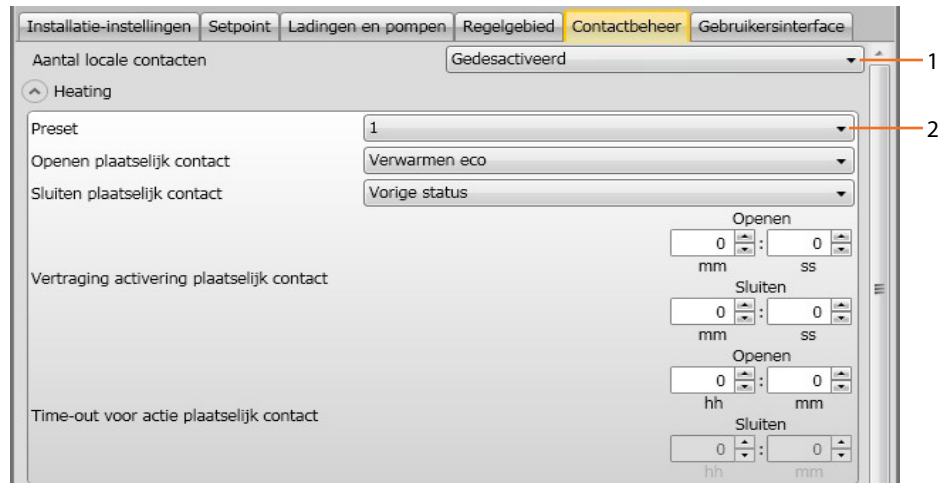 Installatie-instellingen Setpoint Ladingen en pompen Regelgebied Contactbeheer Gebruikersinterface
Aantal locale contacten Gedesactiveerd 1
Heating
Preset 1 2
Openen plaatselijk contact Verwarmen eco
Sluiten plaatselijk contact Vorige status
Openen
0 : 0
mm ss
Vertraging activering plaatselijk contact
Sluiten
0 : 0
mm ss
Openen
0 : 0
hh mm
Time-out voor actie plaatselijk contact
Sluiten
0 : 0
hh mm